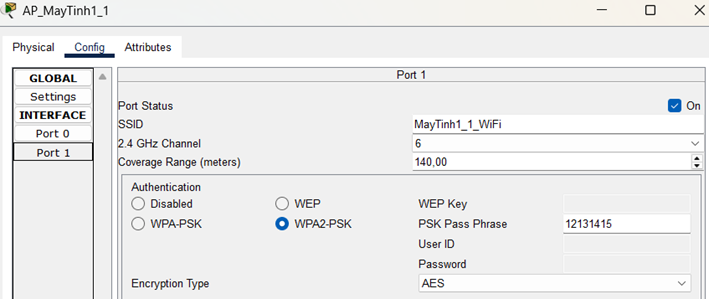 AP_MayTinh1_1
Physical Config Attributes
GLOBAL
Settings
INTERFACE
Port 0
Port 1
Port 1
Port Status On
SSID MayTinh1_1_WiFi
2.4 GHz Channel 6
Coverage Range (meters) 140,00
Authentication
Disabled WEP WEP Key
WPA-PSK WPA2-PSK PSK Pass Phrase 12131415
User ID
Password
Encryption Type AES